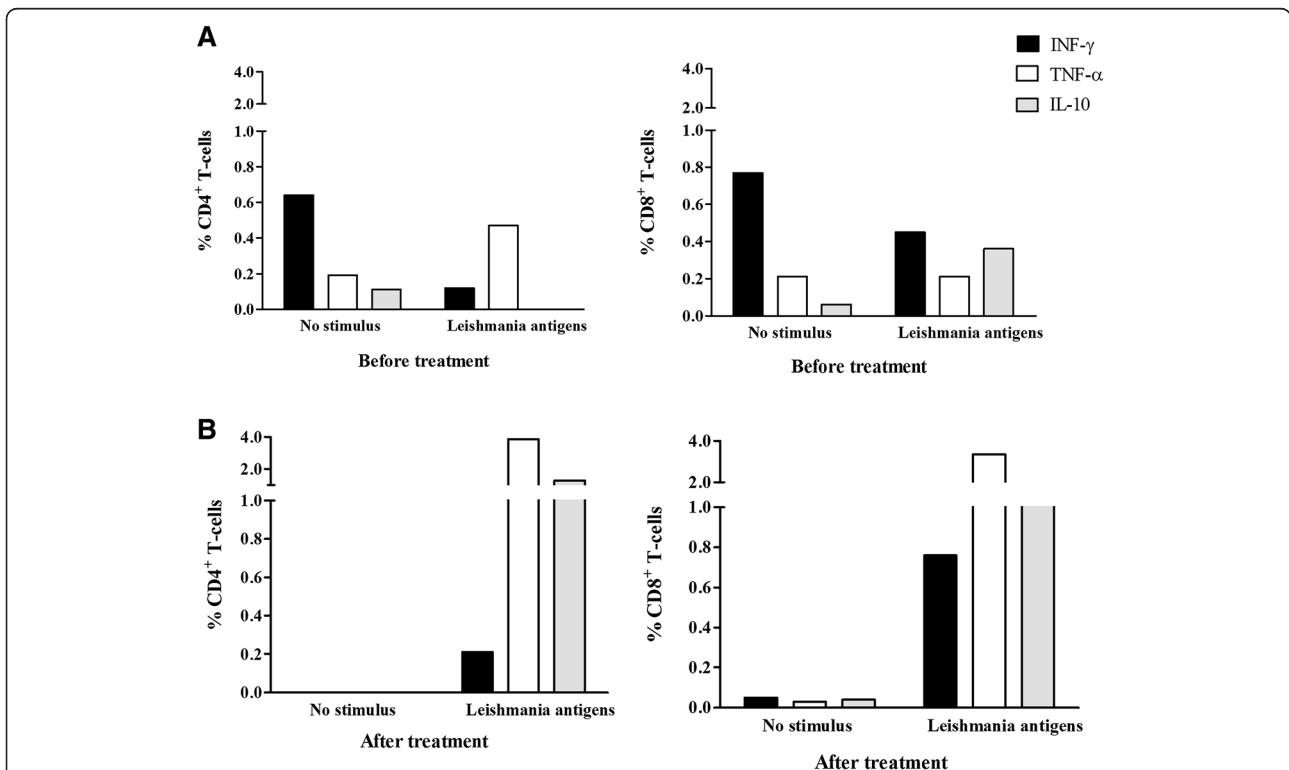 A
INF-γ
TNF-α
IL-10
4.0
2.0
1.0
0.8
0.6
0.4
0.2
0.0
% CD4+ T-cells
No stimulus
Leishmania antigens
Before treatment
4.0
2.0
1.0
0.8
0.6
0.4
0.2
0.0
% CD8+ T-cells
No stimulus
Leishmania antigens
Before treatment
B
4.0
2.0
1.0
0.8
0.6
0.4
0.2
0.0
% CD4+ T-cells
No stimulus
Leishmania antigens
After treatment
4.0
2.0
1.0
0.8
0.6
0.4
0.2
0.0
% CD8+ T-cells
No stimulus
Leishmania antigens
After treatment